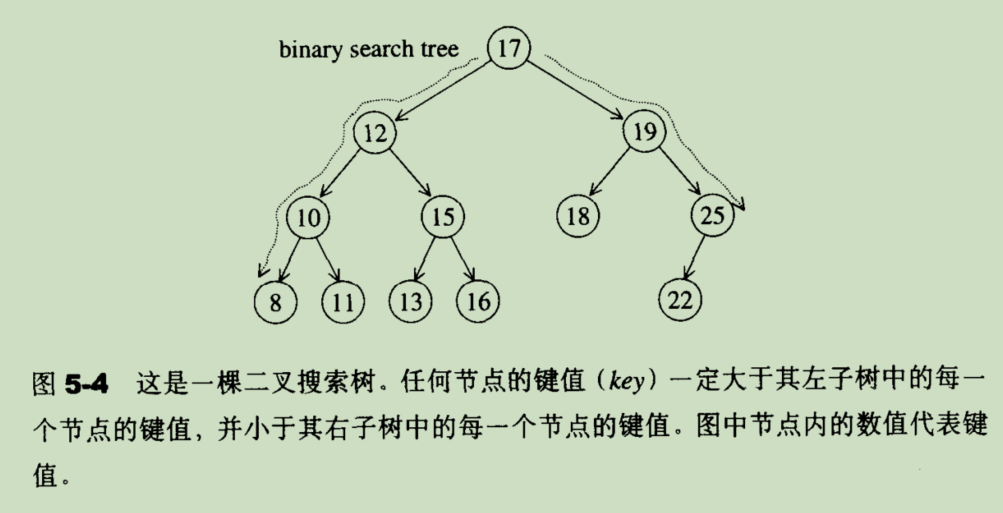 binary search tree 17
12 19
10 15 18 25
8 11 13 16 22
图 5-4 这是一棵二叉搜索树。任何节点的键值（key）一定大于其左子树中的每一
个节点的键值，并小于其右子树中的每一个节点的键值。图中节点内的数值代表键
值。